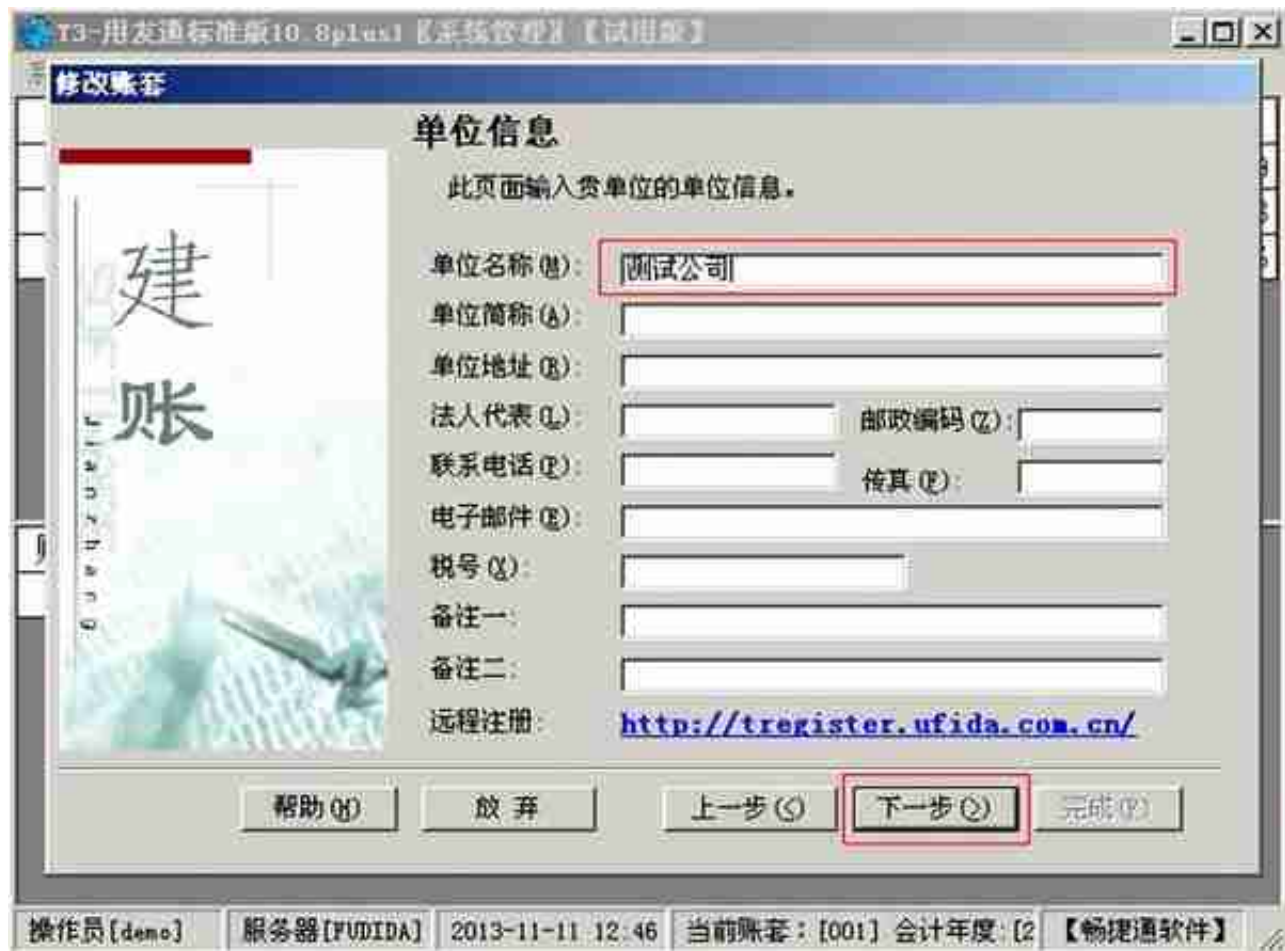 T3-用友通标准版10.8plus1〖系统管理〗【试用版】
修改账套
单位信息
此页面输入贵单位的单位信息。
建账
Jianzhang
单位名称(M): 测试公司
单位简称(A):
单位地址(R):
法人代表(L): 邮政编码(Z):
联系电话(P): 传真(F):
电子邮件(E):
税号(X):
备注一:
备注二:
远程注册: http://tregister.ufida.com.cn/
帮助(H) 放弃 上一步(<) 下一步(>) 完成(F)
操作员[demo] 服务器[FUDIDA] 2013-11-11 12:46 当前账套:[001] 会计年度:[2 【畅捷通软件】